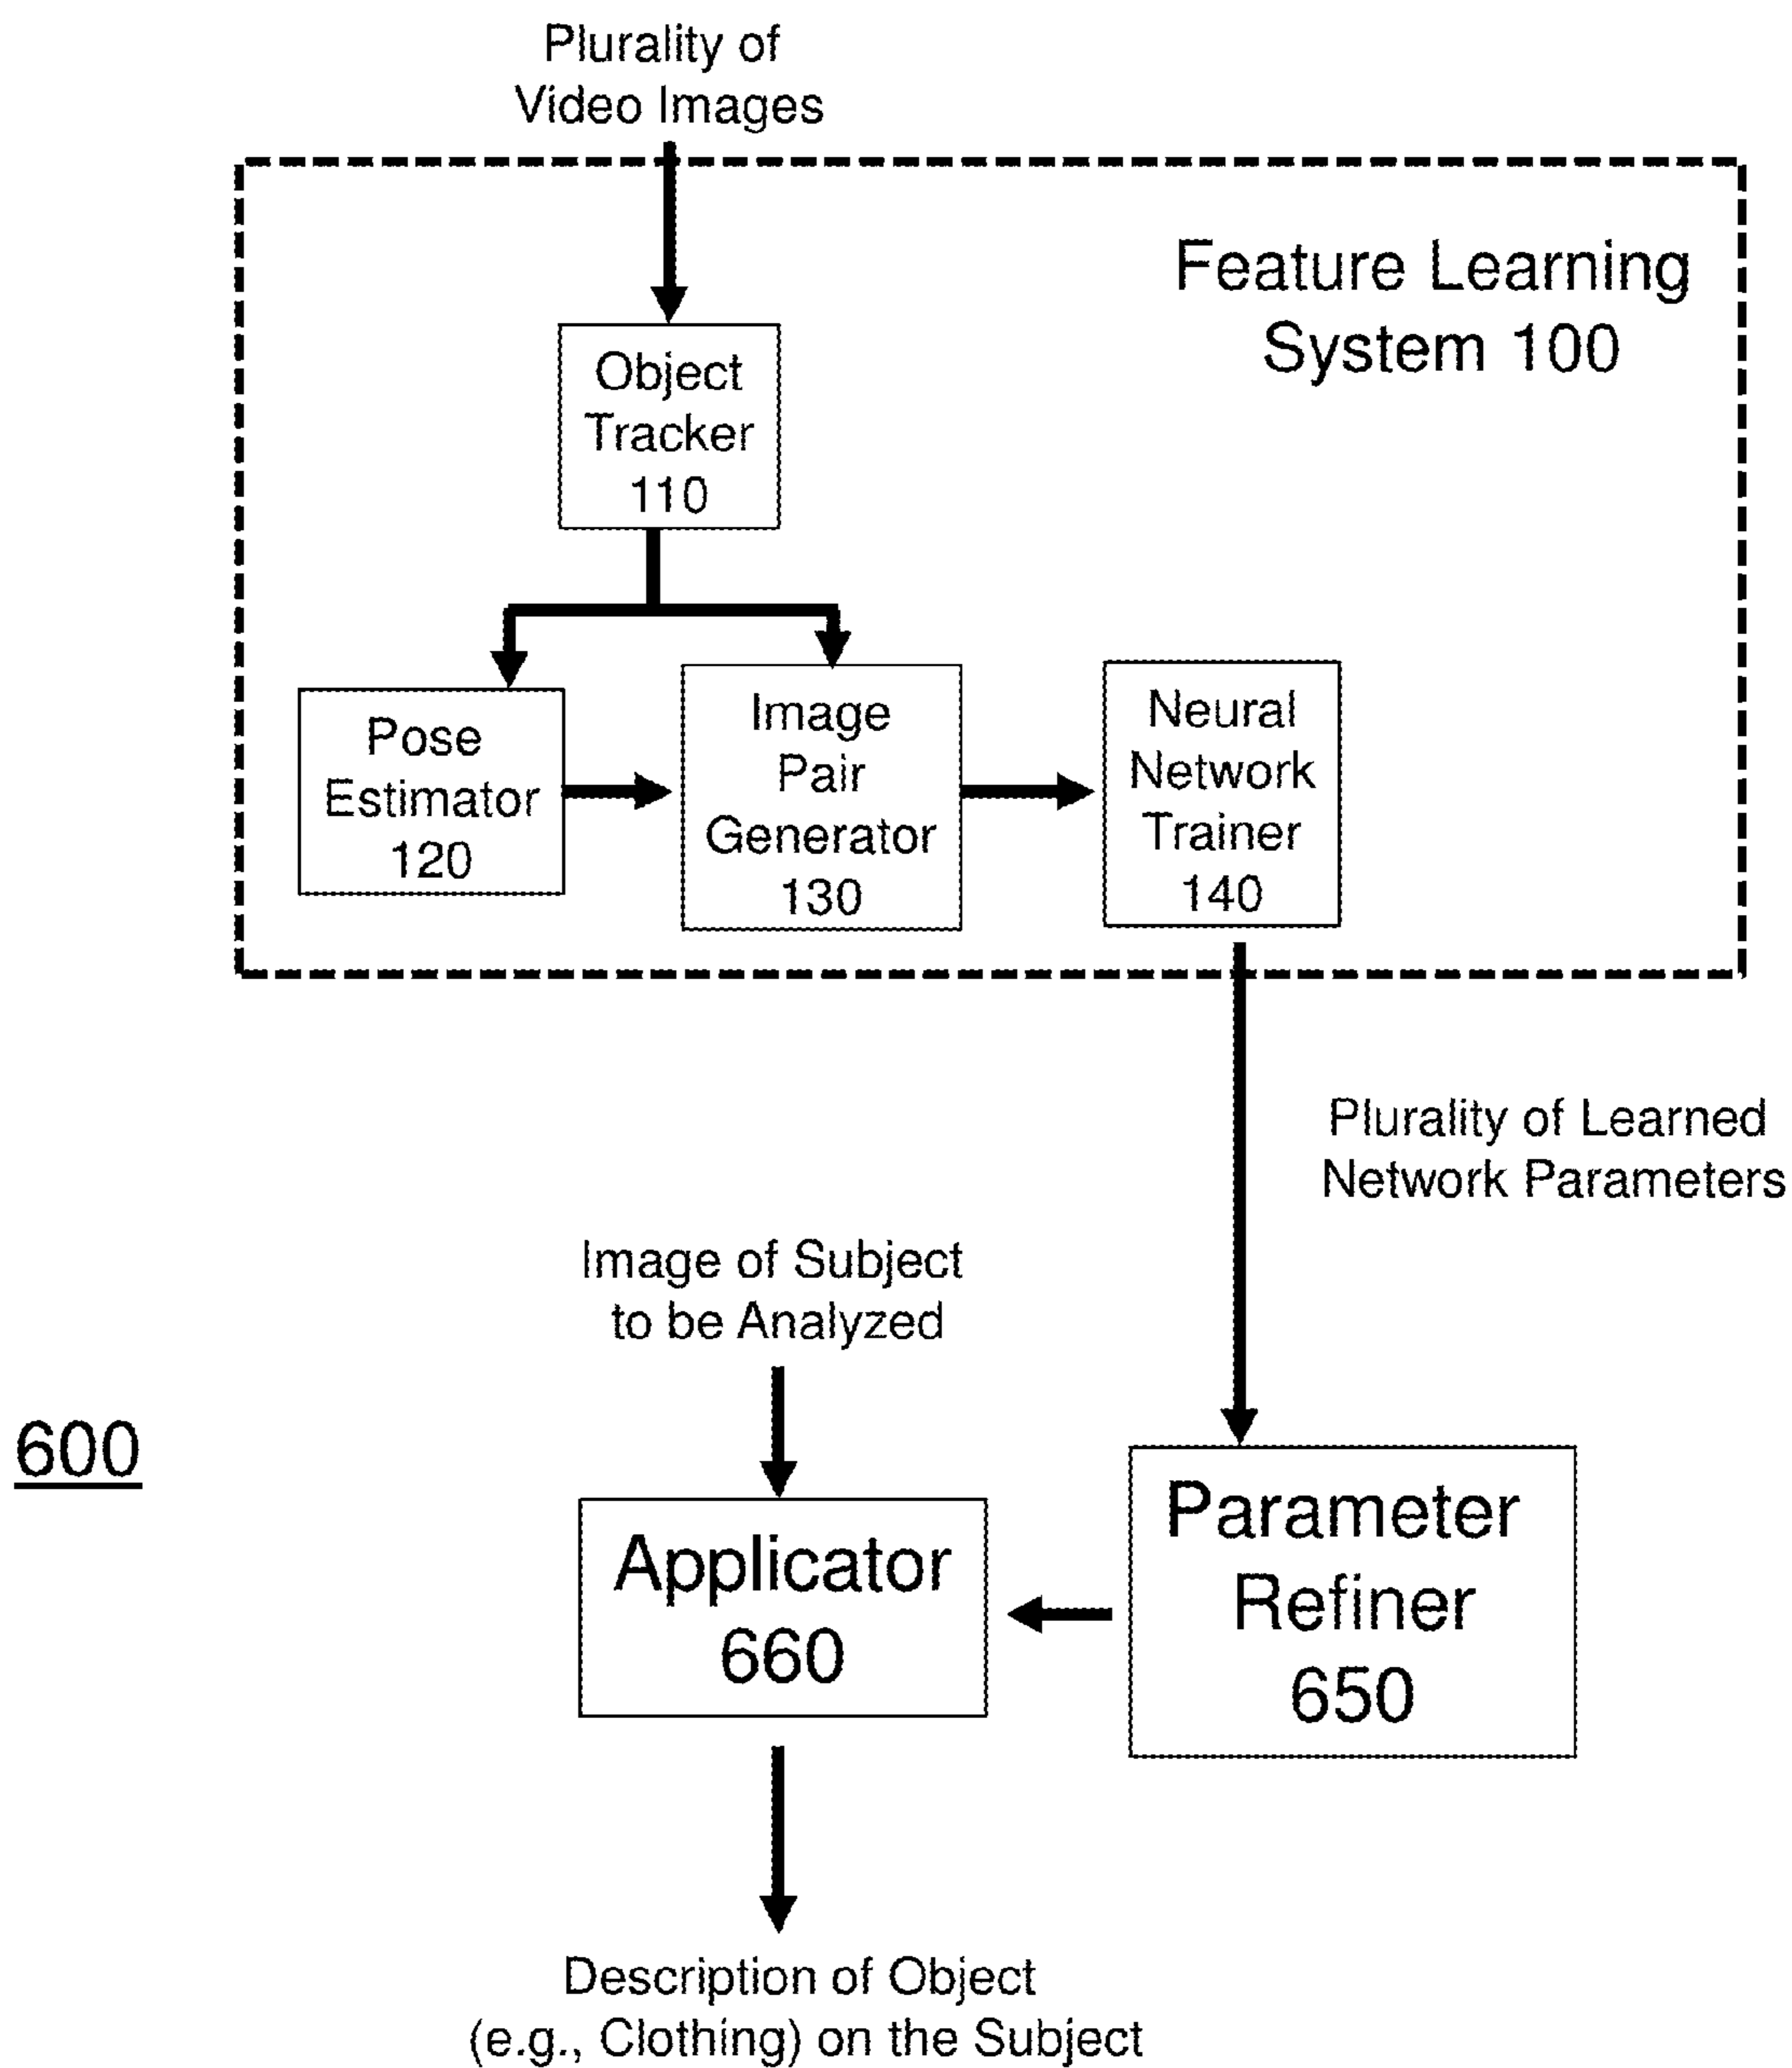 Plurality of
Video Images
Feature Learning
System 100
Object
Tracker
110
Pose
Estimator
120
Image
Pair
Generator
130
Neural
Network
Trainer
140
Plurality of Learned
Network Parameters
Image of Subject
to be Analyzed
600
Applicator
660
Parameter
Refiner
650
Description of Object
(e.g., Clothing) on the Subject